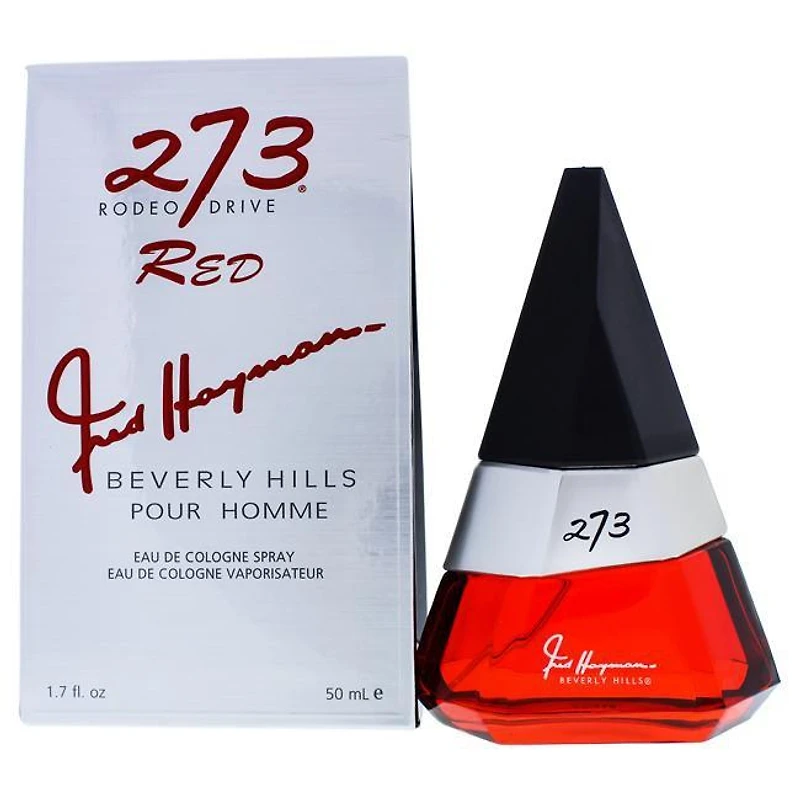 273®
RODEO DRIVE
RED
Fred Hayman
BEVERLY HILLS
POUR HOMME
EAU DE COLOGNE SPRAY
EAU DE COLOGNE VAPORISATEUR
1.7 fl. oz 50 mL ℮
273
Fred Hayman
BEVERLY HILLS®